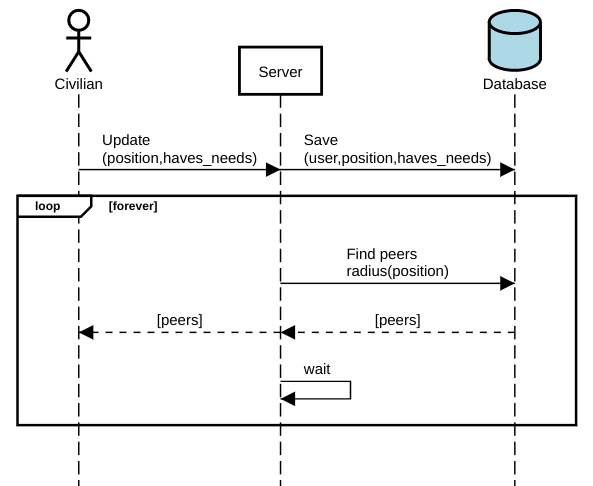 Civilian
Server
Database
Update
(position,haves_needs)
Save
(user,position,haves_needs)
loop
[forever]
Find peers
radius(position)
[peers]
[peers]
wait